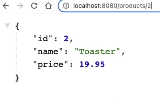 localhost:8080/products/2
{
"id": 2,
"name": "Toaster",
"price": 19.95
}